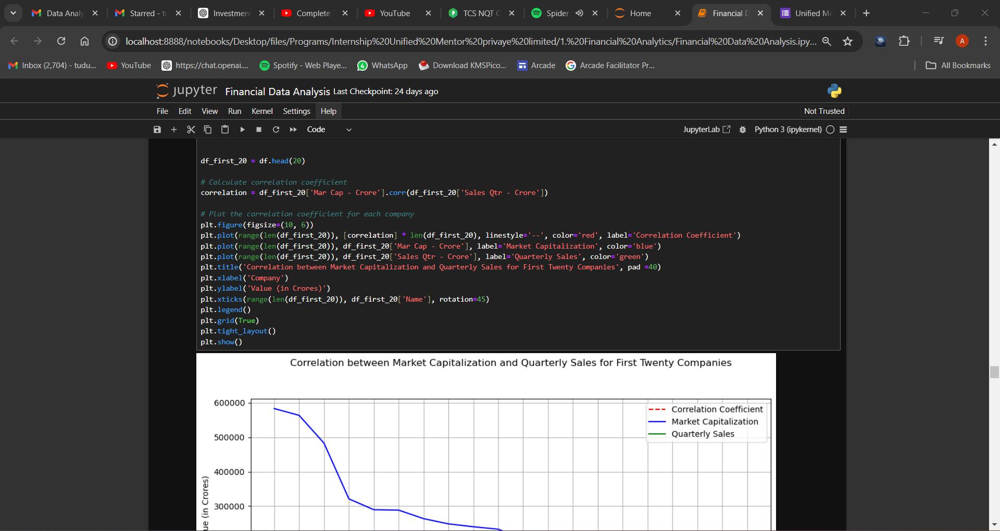 Data Analy
Starred - tu
Investmen
Complete
YouTube
TCS NQT C
Spider
Home
Financial D
Unified Me
localhost:8888/notebooks/Desktop/files/Programs/Internship%20Unified%20Mentor%20privaye%20limited/1.%20Financial%20Analytics/Financial%20Data%20Analysis.ipy...
A
Inbox (2,704) - tudu...
YouTube
https://chat.openai....
Spotify - Web Playe...
4
WhatsApp
Download KMSPico...
Arcade
Arcade Facilitator Pr...
All Bookmarks
jupyter Financial Data Analysis Last Checkpoint: 24 days ago
File Edit View Run Kernel Settings Help
Not Trusted
Code
JupyterLab
Python 3 (ipykernel)
df_first_20 = df.head(20)
# Calculate correlation coefficient
correlation = df_first_20['Mar Cap - Crore'].corr(df_first_20['Sales Qtr - Crore'])
# Plot the correlation coefficient for each company
plt.figure(figsize=(10, 6))
plt.plot(range(len(df_first_20)), [correlation] * len(df_first_20), linestyle='--', color='red', label='Correlation Coefficient')
plt.plot(range(len(df_first_20)), df_first_20['Mar Cap - Crore'], label='Market Capitalization', color='blue')
plt.plot(range(len(df_first_20)), df_first_20['Sales Qtr - Crore'], label='Quarterly Sales', color='green')
plt.title('Correlation between Market Capitalization and Quarterly Sales for First Twenty Companies', pad =40)
plt.xlabel('Company')
plt.ylabel('Value (in Crores)')
plt.xticks(range(len(df_first_20)), df_first_20['Name'], rotation=45)
plt.legend()
plt.grid(True)
plt.tight_layout()
plt.show()
Correlation between Market Capitalization and Quarterly Sales for First Twenty Companies
600000
500000
400000
300000
ue (in Crores)
Correlation Coefficient
Market Capitalization
Quarterly Sales